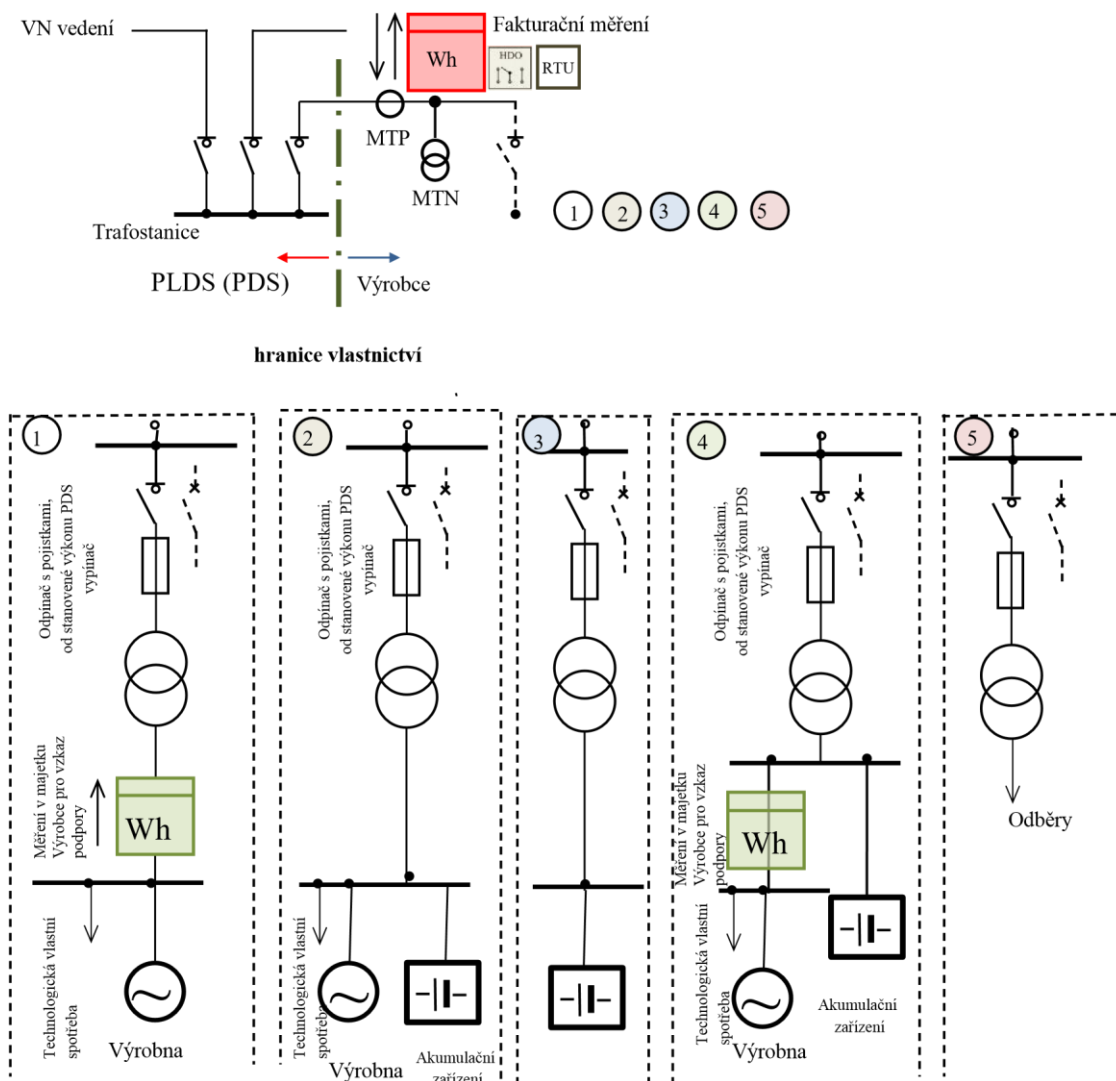 VN vedení
Fakturační měření
Wh
HDO
RTU
MTP
MTN
Trafostanice
1
2
3
4
5
PLDS (PDS)
Výrobce
hranice vlastnictví
1
Odpínač s pojistkami,
od stanovené výkonu PDS
vypínač
Měření v majetku
Výrobce pro vzkaz
podpory
Wh
Technologická vlastní
spotřeba
Výrobna
2
Odpínač s pojistkami,
od stanovené výkonu PDS
vypínač
Technologická vlastní
spotřeba
Výrobna
Akumulační
zařízení
3
4
Odpínač s pojistkami,
od stanovené výkonu PDS
vypínač
Měření v majetku
Výrobce pro vzkaz
podpory
Wh
Technologická vlastní
spotřeba
Výrobna
Akumulační
zařízení
5
Odběry